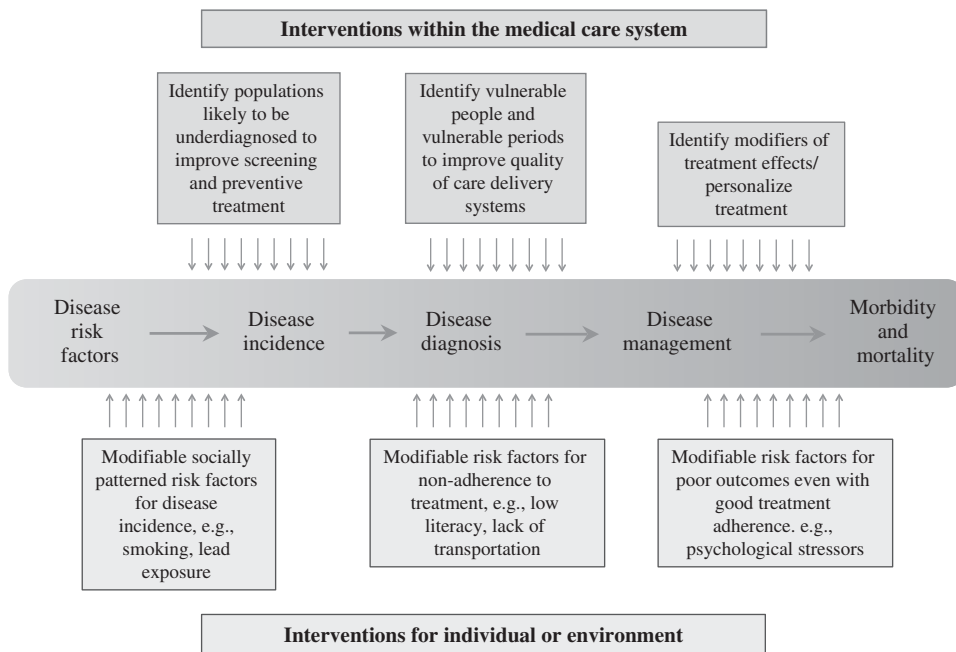 Interventions within the medical care system
Identify populations
likely to be
underdiagnosed to
improve screening
and preventive
treatment
Identify vulnerable
people and
vulnerable periods
to improve quality
of care delivery
systems
Identify modifiers of
treatment effects/
personalize
treatment
Disease
risk
factors
Disease
incidence
Disease
diagnosis
Disease
management
Morbidity
and
mortality
Modifiable socially
patterned risk factors
for disease
incidence, e.g.,
smoking, lead
exposure
Modifiable risk factors for
non-adherence to
treatment, e.g., low
literacy, lack of
transportation
Modifiable risk factors for
poor outcomes even with
good treatment
adherence. e.g.,
psychological stressors
Interventions for individual or environment